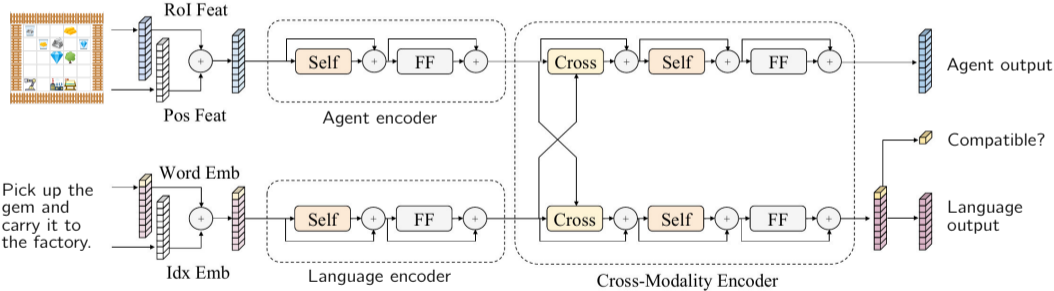 RoI Feat
+
Pos Feat
Self
+
FF
+
Agent encoder
Cross
+
Self
+
FF
+
Agent output
Compatible?
Pick up the
gem and
carry it to
the factory.
Word Emb
+
Idx Emb
Self
+
FF
+
Language encoder
Cross
+
Self
+
FF
+
Cross-Modality Encoder
Language
output